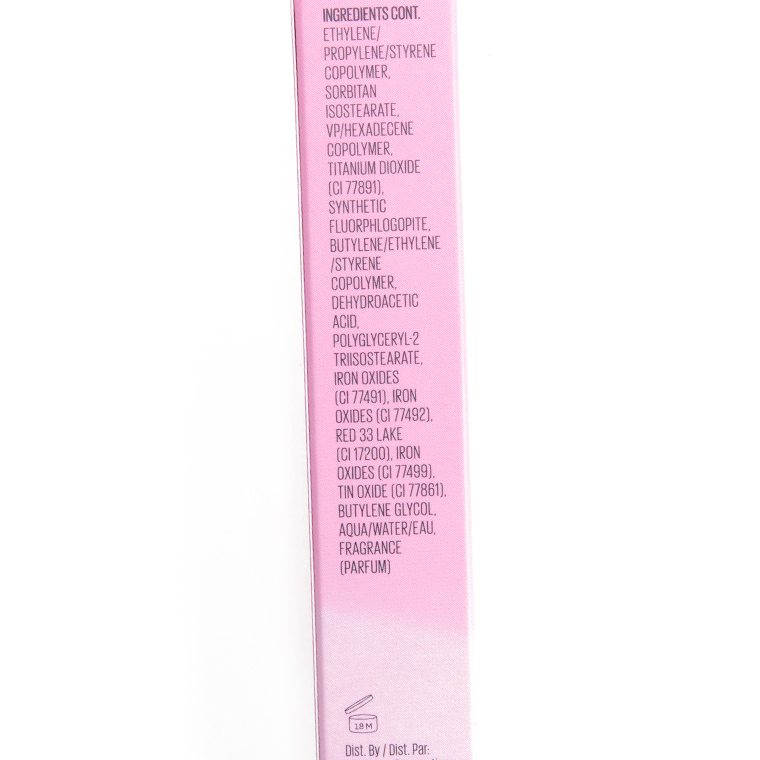 INGREDIENTS CONT.
ETHYLENE/
PROPYLENE/STYRENE
COPOLYMER,
SORBITAN
ISOSTEARATE,
VP/HEXADECENE
COPOLYMER,
TITANIUM DIOXIDE
(CI 77891),
SYNTHETIC
FLUORPHLOGOPITE,
BUTYLENE/ETHYLENE
/STYRENE
COPOLYMER,
DEHYDROACETIC
ACID,
POLYGLYCERYL-2
TRIISOSTEARATE,
IRON OXIDES
(CI 77491), IRON
OXIDES (CI 77492),
RED 33 LAKE
(CI 17200), IRON
OXIDES (CI 77499),
TIN OXIDE (CI 77861),
BUTYLENE GLYCOL,
AQUA/WATER/EAU,
FRAGRANCE
(PARFUM)
18 M
Dist. By / Dist. Par: